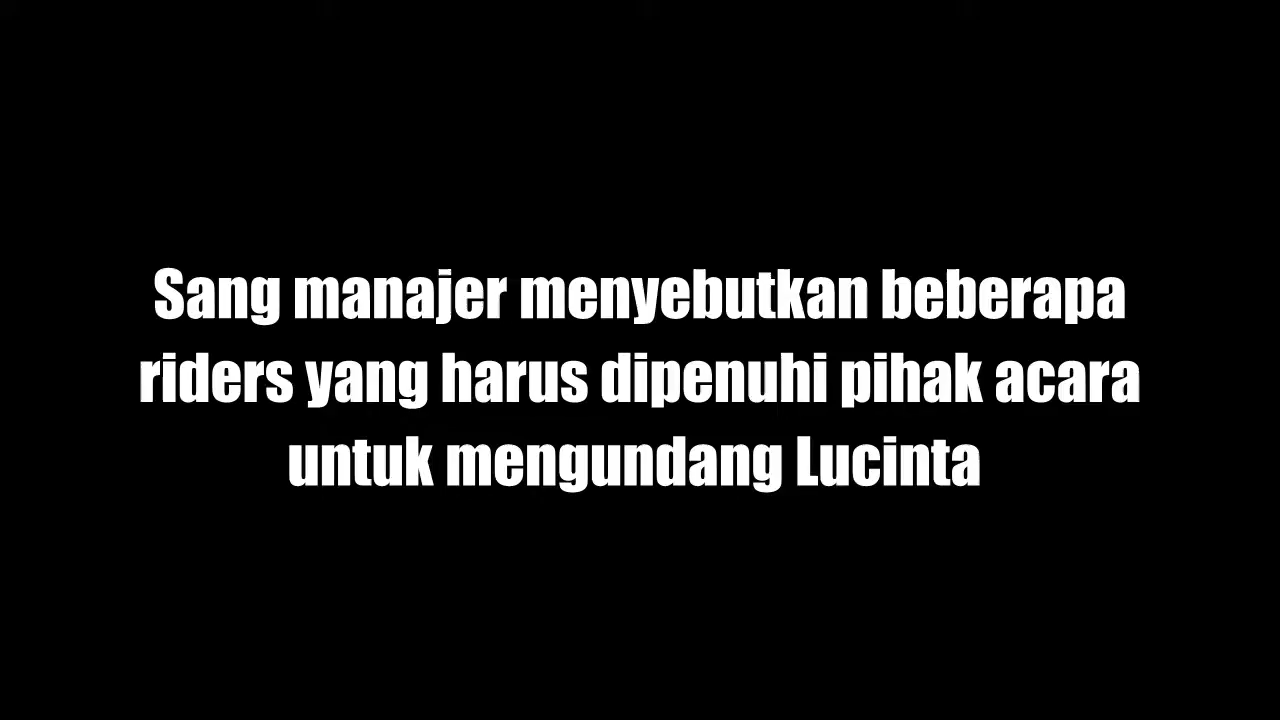 Sang manajer menyebutkan beberapa
riders yang harus dipenuhi pihak acara
untuk mengundang Lucinta